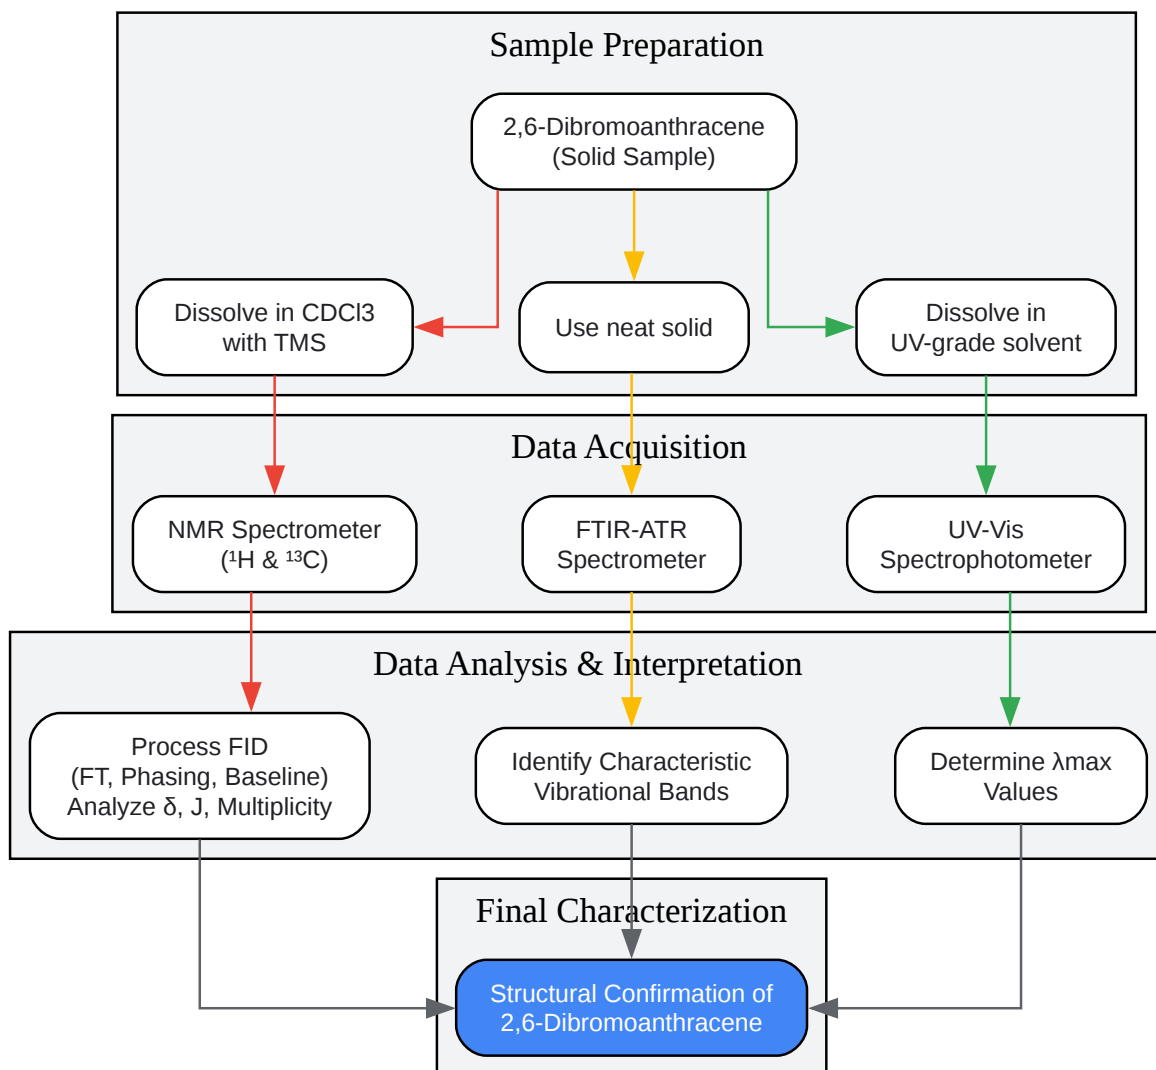 Sample Preparation
2,6-Dibromoanthracene
(Solid Sample)
Dissolve in CDCl3
with TMS
Use neat solid
Dissolve in
UV-grade solvent
Data Acquisition
NMR Spectrometer
(¹H & ¹³C)
FTIR-ATR
Spectrometer
UV-Vis
Spectrophotometer
Data Analysis & Interpretation
Process FID
(FT, Phasing, Baseline)
Analyze δ, J, Multiplicity
Identify Characteristic
Vibrational Bands
Determine λmax
Values
Final Characterization
Structural Confirmation of
2,6-Dibromoanthracene